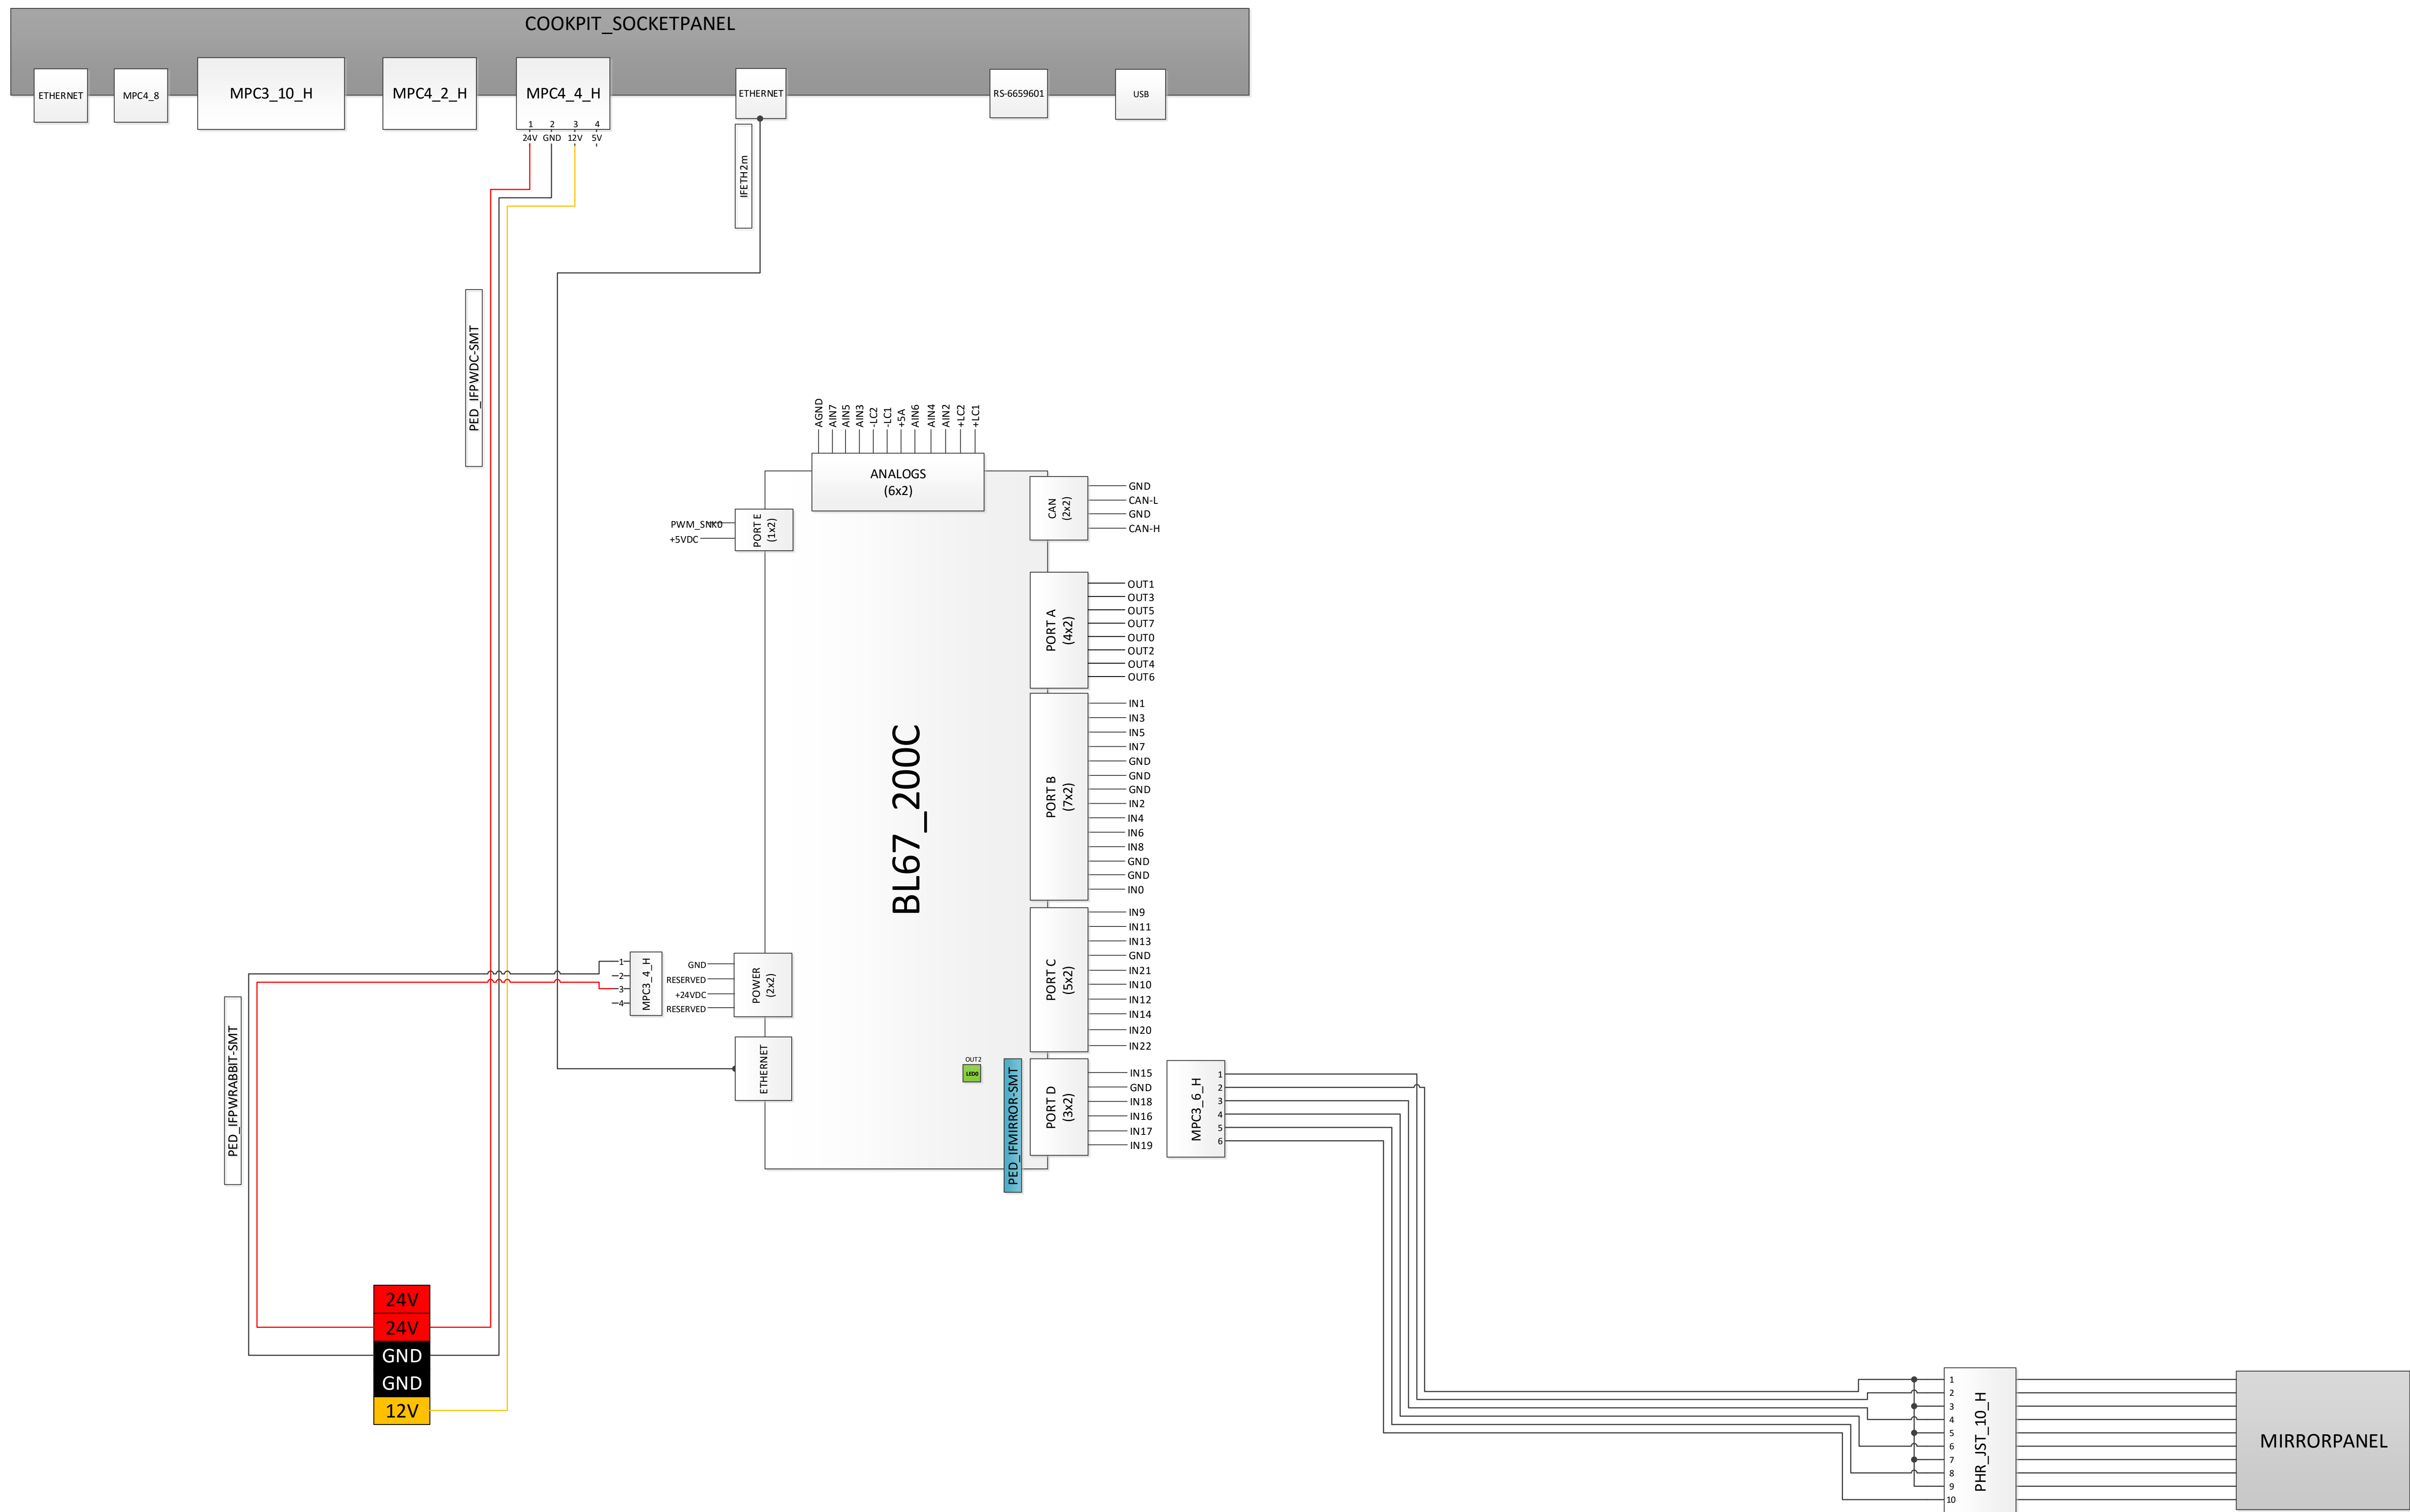 COOKPIT_SOCKETPANEL
ETHERNET
MPC4_8
MPC3_10_H
MPC4_2_H
MPC4_4_H
1 2 3 4
24V GND 12V 5V
ETHERNET
RS-6659601
USB
IFETH2m
PED_IFPWDC-SMT
AGND
AIN7
AIN5
AIN3
-LC2
-LC1
+5A
AIN6
AIN4
AIN2
+LC2
+LC1
ANALOGS
(6x2)
CAN
(2x2)
GND
CAN-L
GND
CAN-H
PWM_SNK0
+5VDC
PORT E
(1x2)
PORT A
(4x2)
OUT1
OUT3
OUT5
OUT7
OUT0
OUT2
OUT4
OUT6
BL67_200C
PORT B
(7x2)
IN1
IN3
IN5
IN7
GND
GND
GND
IN2
IN4
IN6
IN8
GND
GND
IN0
PORT C
(5x2)
IN9
IN11
IN13
GND
IN21
IN10
IN12
IN14
IN20
IN22
1
2
3
4
MPC3_4_H
GND
RESERVED
+24VDC
RESERVED
POWER
(2x2)
ETHERNET
OUT2
LED0
PED_IFMIRROR-SMT
PORT D
(3x2)
IN15
GND
IN18
IN16
IN17
IN19
MPC3_6_H
1
2
3
4
5
6
PED_IFPWRABBIT-SMT
24V
24V
GND
GND
12V
1
2
3
4
5
6
7
8
9
10
PHR_JST_10_H
MIRRORPANEL